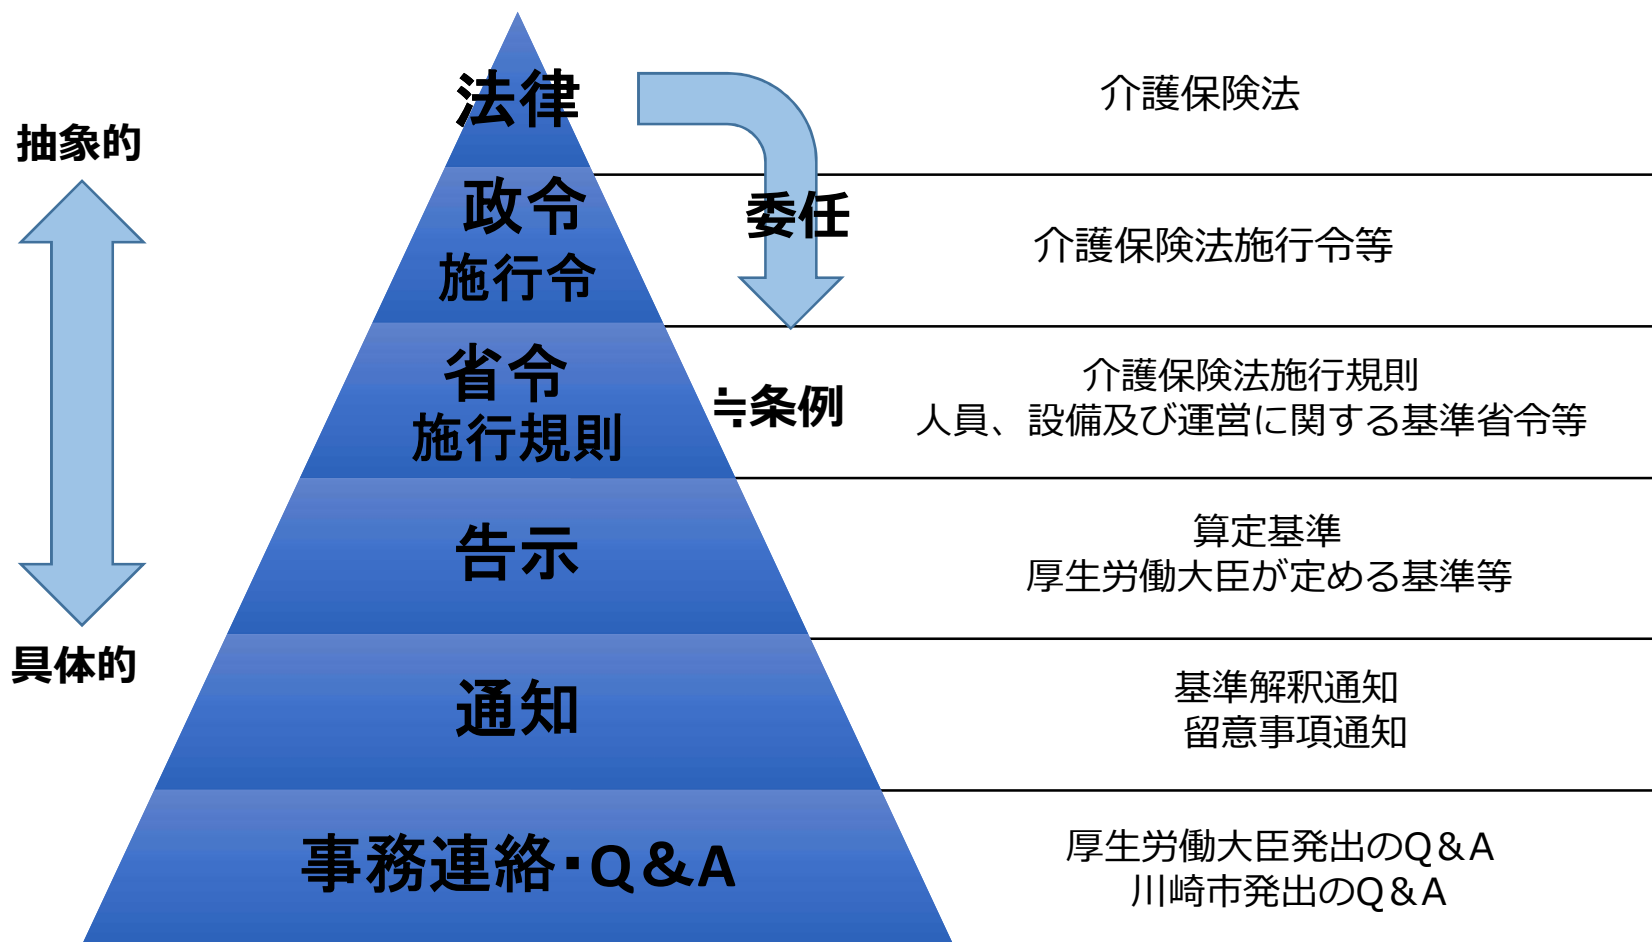 抽象的
具体的
法律
委任
介護保険法
政令
施行令
介護保険法施行令等
省令
施行規則
≒条例
介護保険法施行規則
人員、設備及び運営に関する基準省令等
告示
算定基準
厚生労働大臣が定める基準等
通知
基準解釈通知
留意事項通知
事務連絡・Q&A
厚生労働大臣発出のQ&A
川崎市発出のQ&A